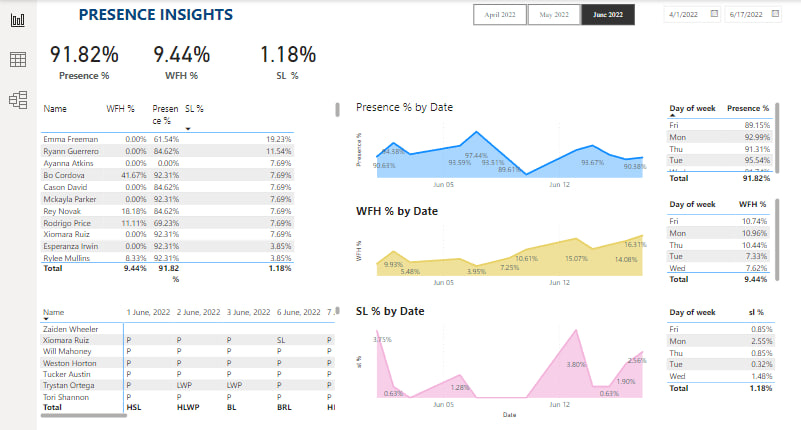 PRESENCE INSIGHTS
April 2022 May 2022 June 2022
4/1/2022 6/17/2022
91.82% 9.44% 1.18%
Presence % WFH % SL %
Name WFH % Presen ce % SL %
Emma Freeman 0.00% 61.54% 19.23%
Ryann Guerrero 0.00% 84.62% 11.54%
Ayanna Atkins 0.00% 0.00% 7.69%
Bo Cordova 41.67% 92.31% 7.69%
Cason David 0.00% 84.62% 7.69%
Mckayla Parker 0.00% 92.31% 7.69%
Rey Novak 18.18% 84.62% 7.69%
Rodrigo Price 11.11% 69.23% 7.69%
Xiomara Ruiz 0.00% 92.31% 7.69%
Esperanza Irwin 0.00% 92.31% 3.85%
Rylee Mullins 8.33% 92.31% 3.85%
Total 9.44% 91.82 % 1.18%
Presence % by Date
Presence %
90.63% 94.38% 93.59% 97.44% 93.51% 89.61% 93.67% 90.38%
Jun 05 Jun 12
Day of week Presence %
Fri 89.15%
Mon 92.99%
Thu 91.31%
Tue 95.54%
Total 91.82%
WFH % by Date
WFH %
9.93% 5.48% 3.95% 7.25% 10.61% 15.07% 14.08% 16.31%
Jun 05 Jun 12
Day of week WFH %
Fri 10.74%
Mon 10.96%
Thu 10.44%
Tue 7.33%
Wed 7.62%
Total 9.44%
Name 1 June, 2022 2 June, 2022 3 June, 2022 6 June, 2022 7
Zaiden Wheeler
Xiomara Ruiz P P P SL P
Will Mahoney P P P P P
Weston Horton P P P P P
Tucker Austin P P P P P
Trystan Ortega P LWP LWP P P
Tori Shannon P P P P P
Total HSL HLWP BL BRL
SL % by Date
sl %
3.15% 0.63% 1.28% 3.80% 0.63% 1.90% 2.56%
Jun 05 Jun 12
Date
Day of week sl %
Fri 0.85%
Mon 2.55%
Thu 0.85%
Tue 0.32%
Wed 1.48%
Total 1.18%